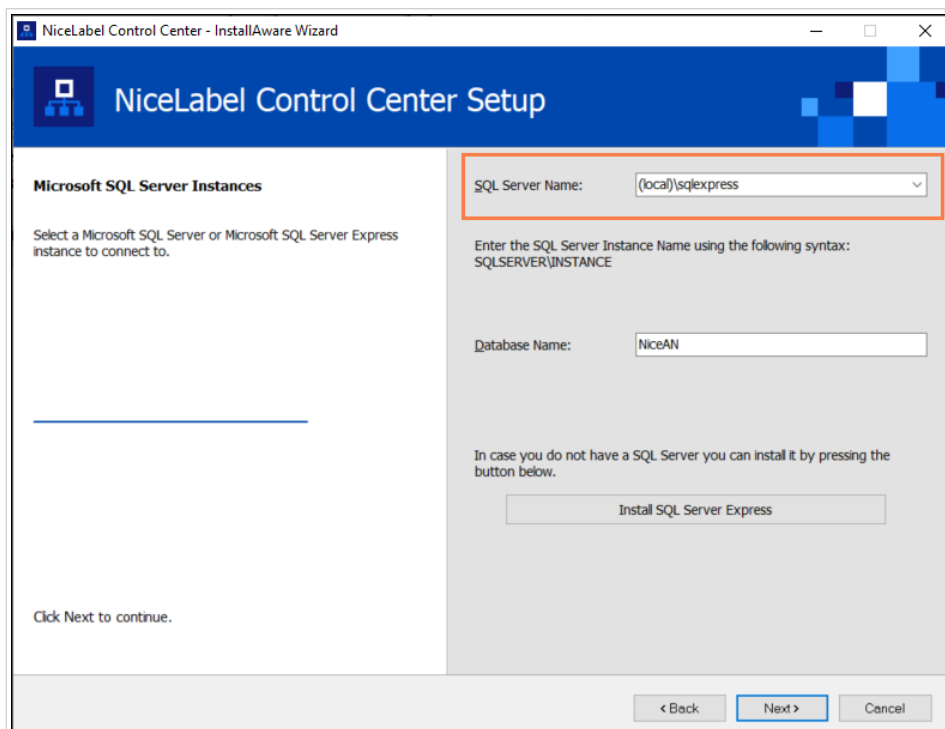 NiceLabel Control Center - InstallAware Wizard
NiceLabel Control Center Setup
Microsoft SQL Server Instances
Select a Microsoft SQL Server or Microsoft SQL Server Express
instance to connect to.
Click Next to continue.
SQL Server Name:
(local)\sqlexpress
Enter the SQL Server Instance Name using the following syntax:
SQLSERVER\INSTANCE
Database Name:
NiceAN
In case you do not have a SQL Server you can install it by pressing the
button below.
Install SQL Server Express
< Back
Next >
Cancel